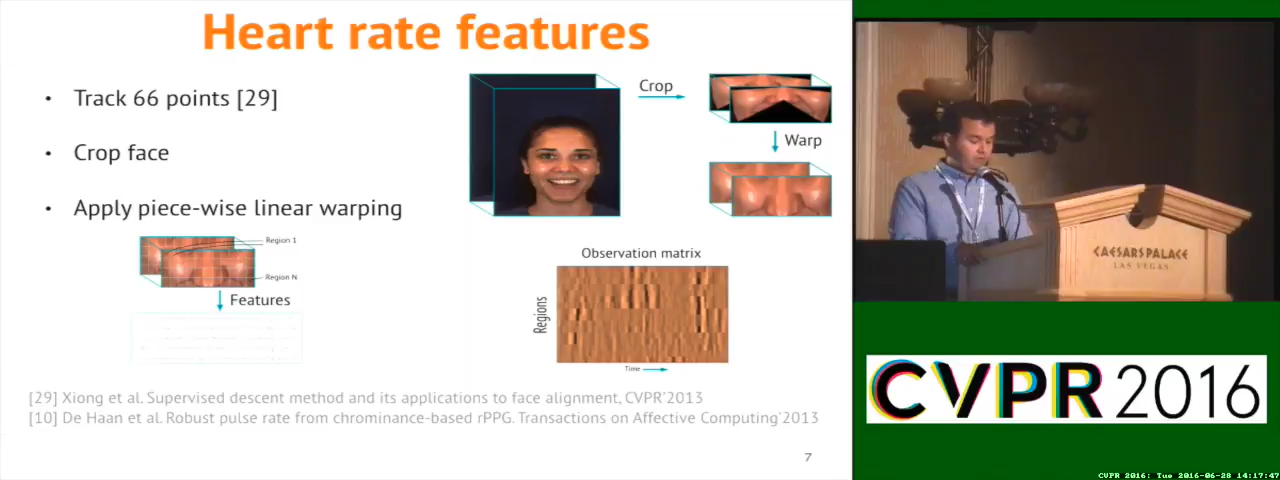 Heart rate features
• Track 66 points [29]
• Crop face
• Apply piece-wise linear warping
Crop
Warp
Region 1
Region N
Features
Observation matrix
Regions
Time
[29] Xiong et al. Supervised descent method and its applications to face alignment, CVPR'2013
[10] De Haan et al. Robust pulse rate from chrominance-based rPPG. Transactions on Affective Computing'2013
7
CAESARS PALACE
LAS VEGAS
CVPR 2016
CVPR 2016: Tue 2016-06-28 14:17:47